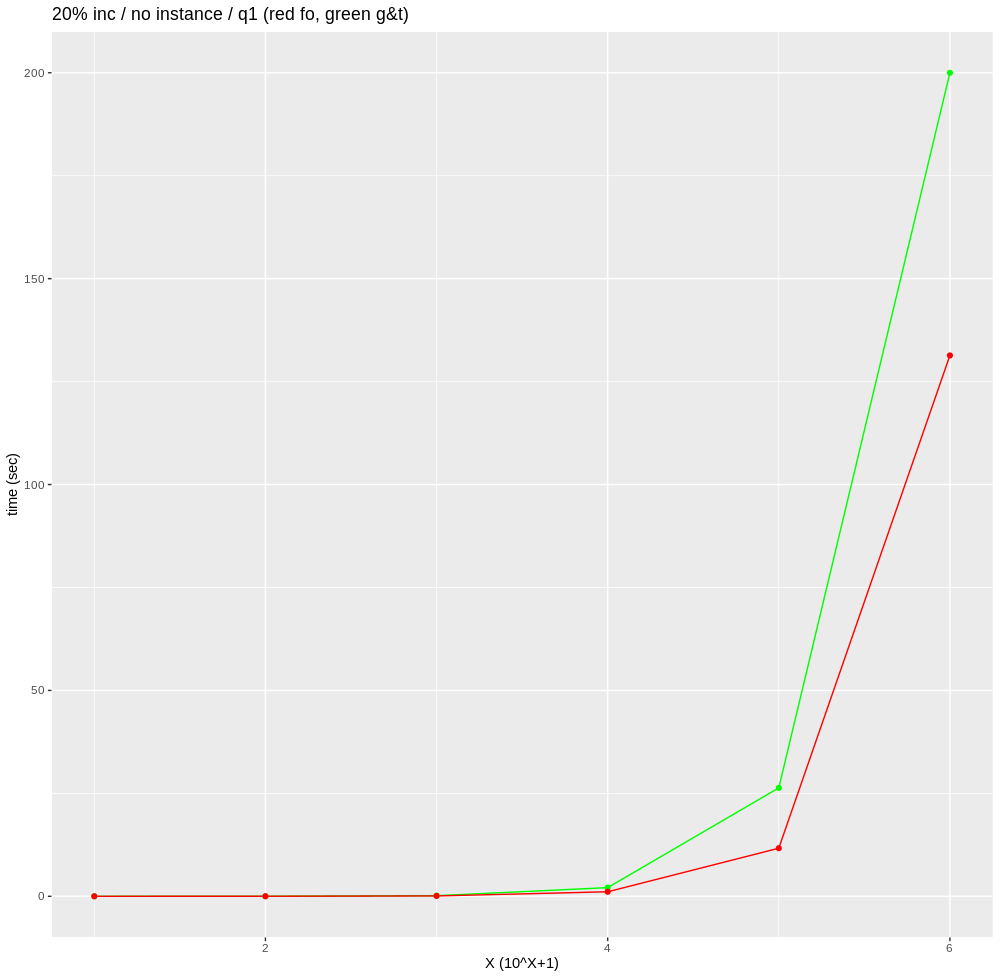 20% inc / no instance / q1 (red fo, green g&t)
time (sec)
200
150
100
50
0
2
4
6
X (10^X+1)